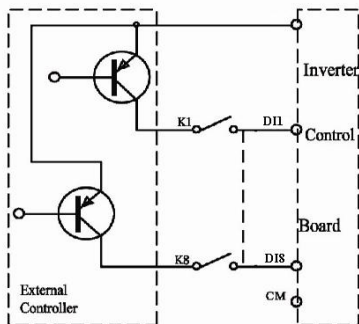 Inverter
K1
DI1
Control
Board
K8
DI8
CM
External
Controller